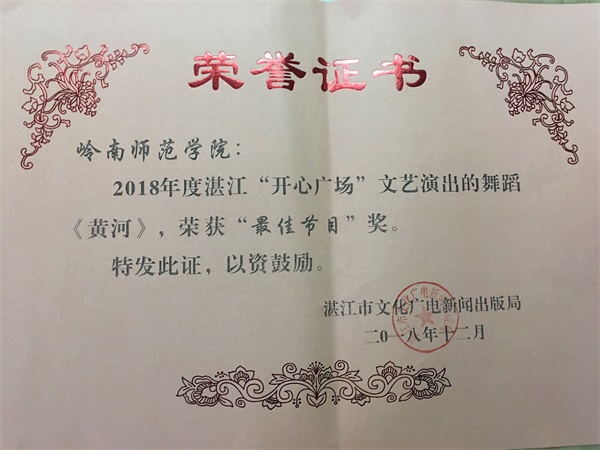 荣誉证书
岭南师范学院：
2018年度湛江“开心广场”文艺演出的舞蹈
《黄河》，荣获“最佳节目”奖。
特发此证，以资鼓励。
湛江市文化广电新闻出版局
二〇一八年十二月